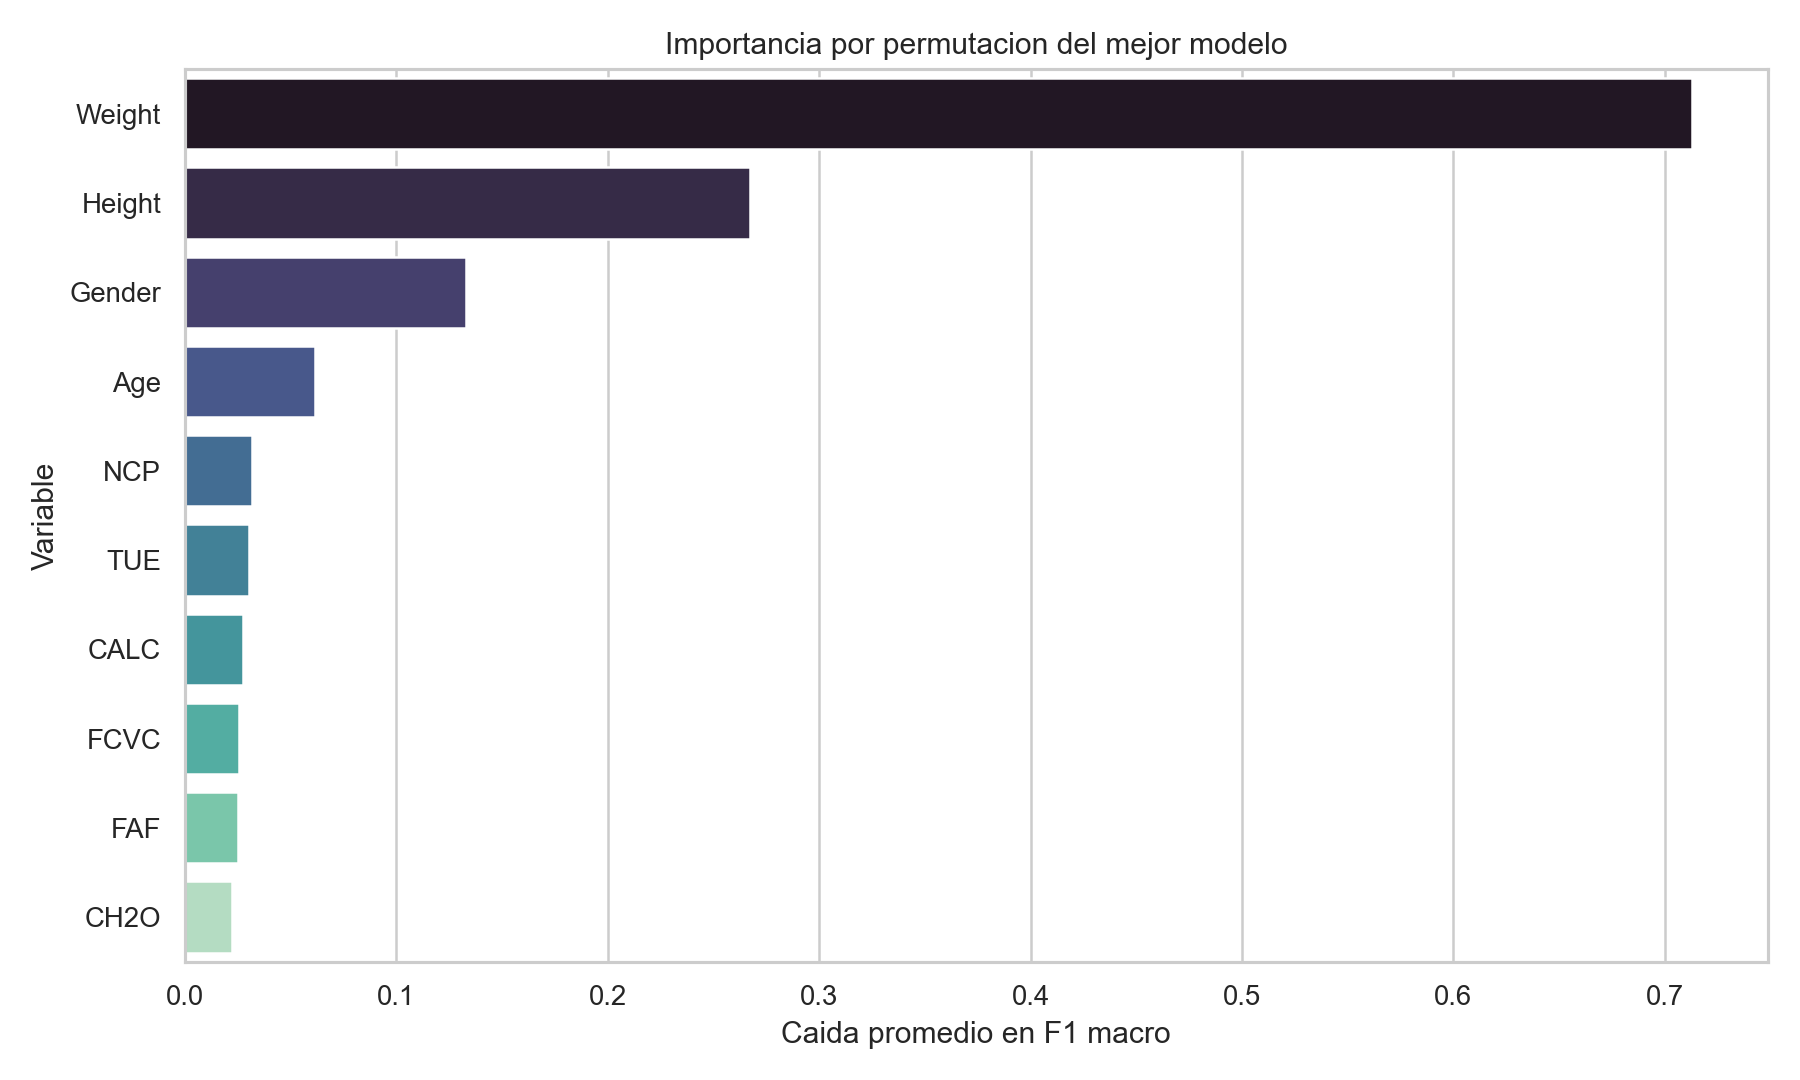 Importancia por permutacion del mejor modelo
Variable
Weight
Height
Gender
Age
NCP
TUE
CALC
FCVC
FAF
CH2O
0.0 0.1 0.2 0.3 0.4 0.5 0.6 0.7
Caida promedio en F1 macro